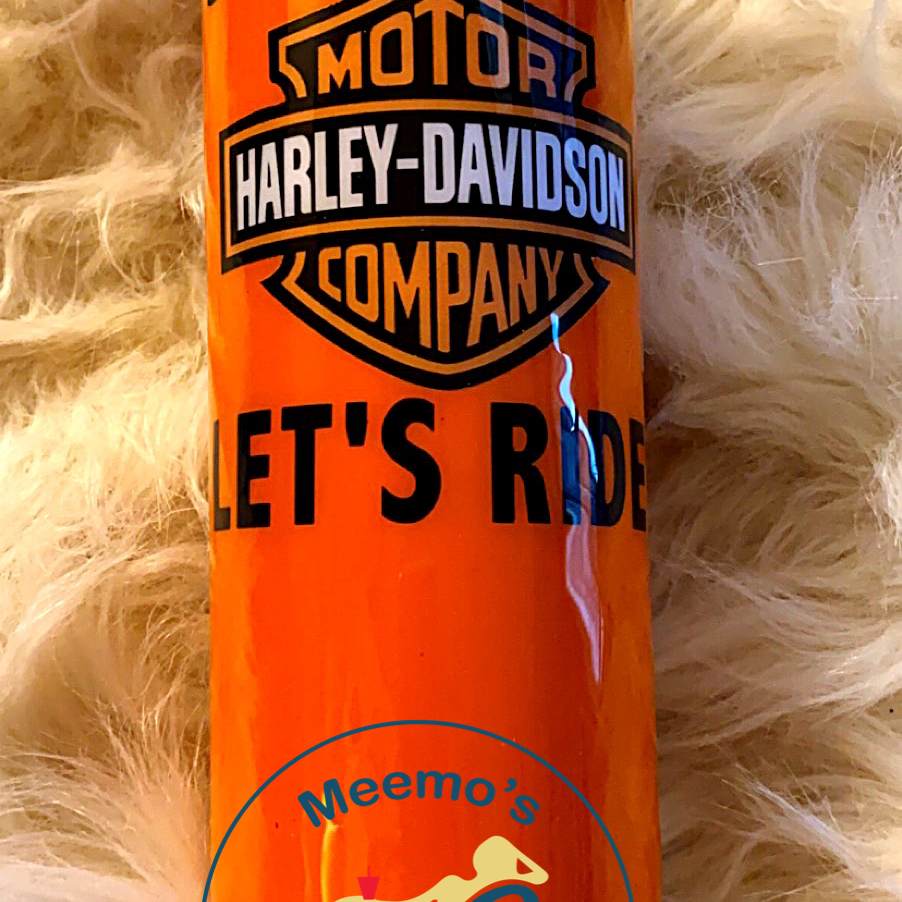 MOTOR
HARLEY-DAVIDSON
COMPANY
LET'S RIDE
Meemo's